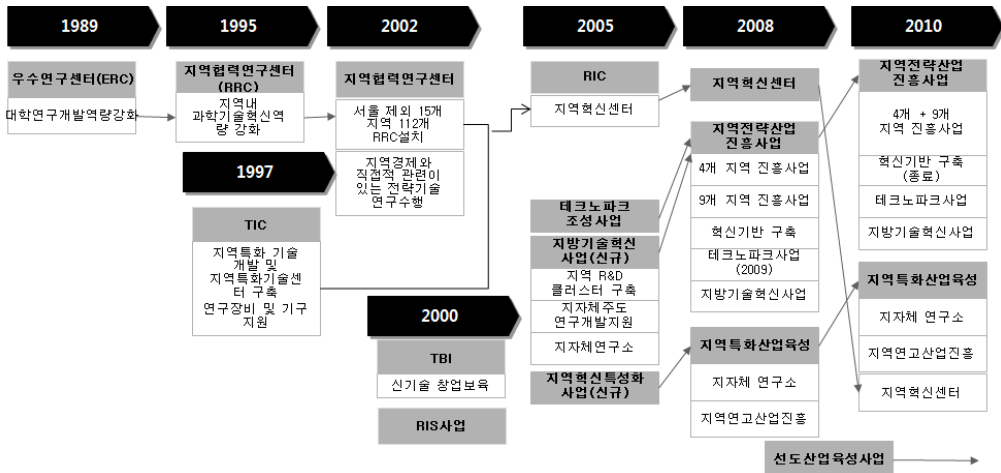 1989
1995
2002
2005
2008
2010
우수연구센터(ERC)
대학연구개발역량강화
지역협력연구센터
(RRC)
지역내
과학기술혁신역
량 강화
지역협력연구센터
서울 제외 15개
지역 112개
RRC설치
지역경제와
직접적 관련이
있는 전략기술
연구수행
1997
TIC
지역특화 기술
개발 및
지역특화기술센
터 구축
연구장비 및 기구
지원
2000
TBI
신기술 창업보육
RIS사업
RIC
지역혁신센터
테크노파크
조성사업
지방기술혁신
사업(신규)
지역 R&D
클러스터 구축
지자체주도
연구개발지원
지자체연구소
지역혁신특성화
사업(신규)
지역혁신센터
지역전략산업
진흥사업
4개 지역 진흥사업
9개 지역 진흥사업
혁신기반 구축
테크노파크사업
(2009)
지방기술혁신사업
지역특화산업육성
지자체 연구소
지역연고산업진흥
지역전략산업
진흥사업
4개 + 9개
지역 진흥사업
혁신기반 구축
(종료)
테크노파크사업
지방기술혁신사업
지역특화산업육성
지자체 연구소
지역연고산업진흥
지역혁신센터
선도산업육성사업